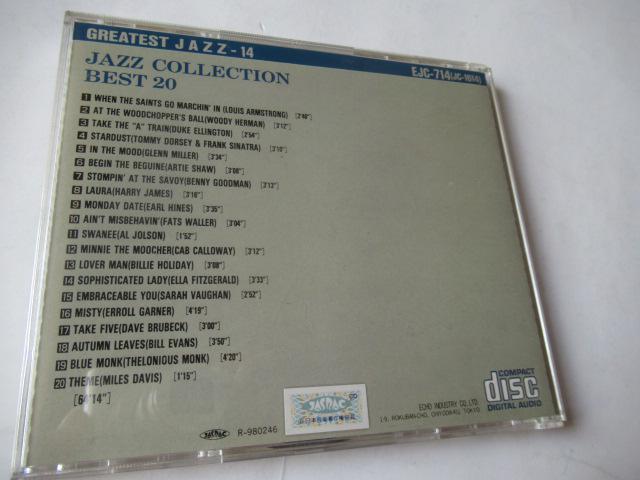 GREATEST JAZZ-14
EJC-714(JC-1614)
JAZZ COLLECTION
BEST 20
1 WHEN THE SAINTS GO MARCHIN' IN (LOUIS ARMSTRONG) [2'48"]
2 AT THE WOODCHOPPER'S BALL(WOODY HERMAN) [3'12"]
3 TAKE THE "A" TRAIN(DUKE ELLINGTON) [2'54"]
4 STARDUST(TOMMY DORSEY & FRANK SINATRA) [3'10"]
5 IN THE MOOD(GLENN MILLER) [3'34"]
6 BEGIN THE BEGUINE(ARTIE SHAW) [3'08"]
7 STOMPIN' AT THE SAVOY(BENNY GOODMAN) [3'13"]
8 LAURA(HARRY JAMES) [3'16"]
9 MONDAY DATE(EARL HINES) [3'35"]
10 AIN'T MISBEHAVIN'(FATS WALLER) [3'04"]
11 SWANEE(AL JOLSON) [1'52"]
12 MINNIE THE MOOCHER(CAB CALLOWAY) [3'12"]
13 LOVER MAN(BILLIE HOLIDAY) [3'08"]
14 SOPHISTICATED LADY(ELLA FITZGERALD) [3'33"]
15 EMBRACEABLE YOU(SARAH VAUGHAN) [2'52"]
16 MISTY(ERROLL GARNER) [4'19"]
17 TAKE FIVE(DAVE BRUBECK) [3'00"]
18 AUTUMN LEAVES(BILL EVANS) [3'50"]
19 BLUE MONK(THELONIOUS MONK) [4'20"]
20 THEME(MILES DAVIS) [1'15"]
[64'14"]
COMPACT
disc
DIGITAL AUDIO
JASRAC
ECHO INDUSTRY CO.,LTD.
JASRAC R-980246